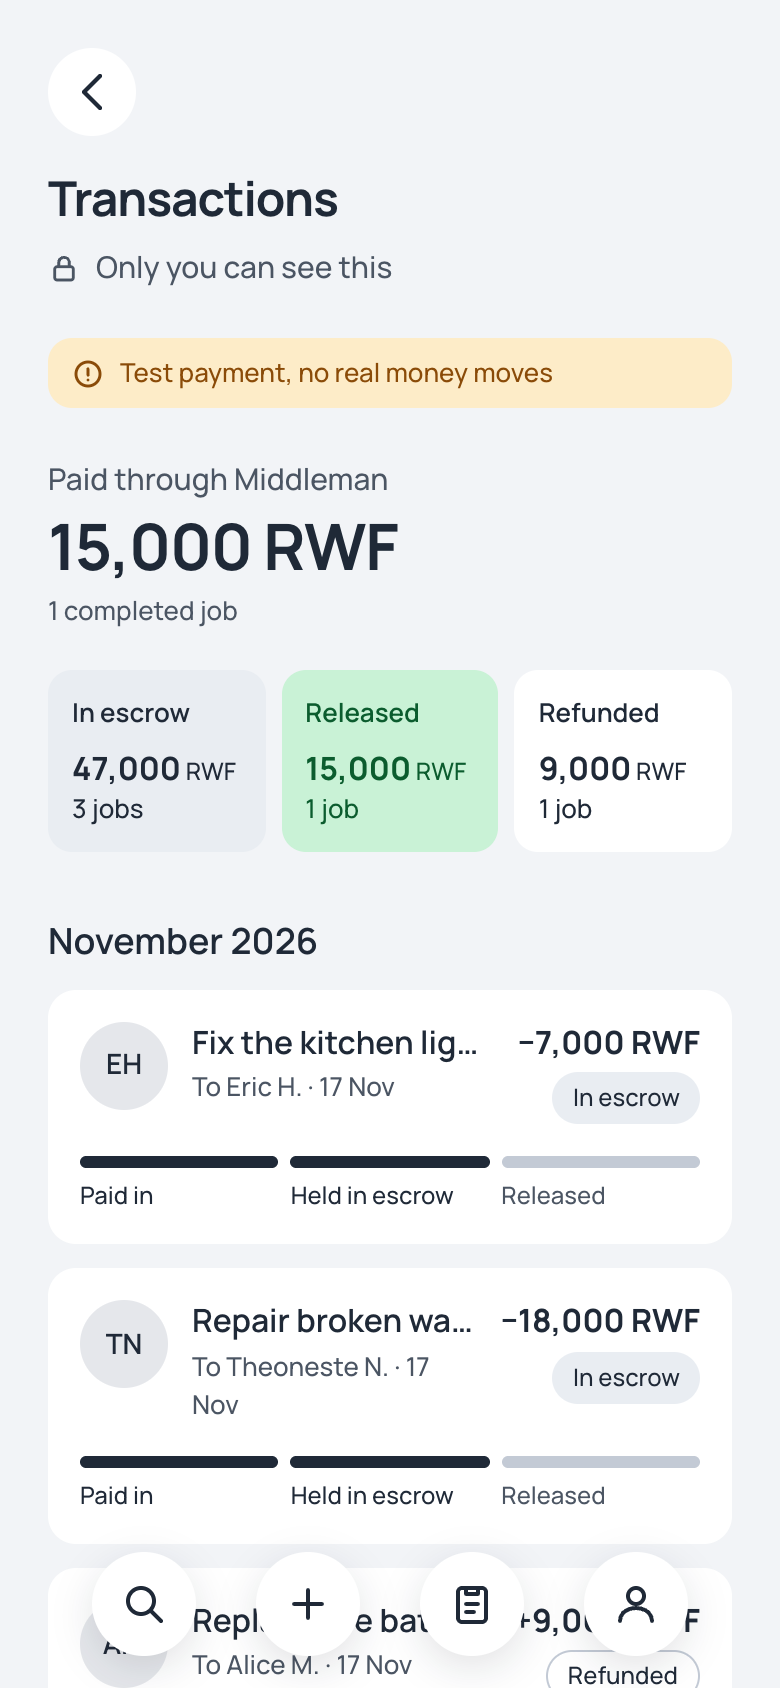 Transactions
Only you can see this
Test payment, no real money moves
Paid through Middleman
15,000 RWF
1 completed job
In escrow
47,000 RWF
3 jobs
Released
15,000 RWF
1 job
Refunded
9,000 RWF
1 job
November 2026
EH
Fix the kitchen lig...
−7,000 RWF
To Eric H. · 17 Nov
In escrow
Paid in
Held in escrow
Released
TN
Repair broken wa...
−18,000 RWF
To Theoneste N. · 17
Nov
In escrow
Paid in
Held in escrow
Released
To Alice M. · 17 Nov
Refunded